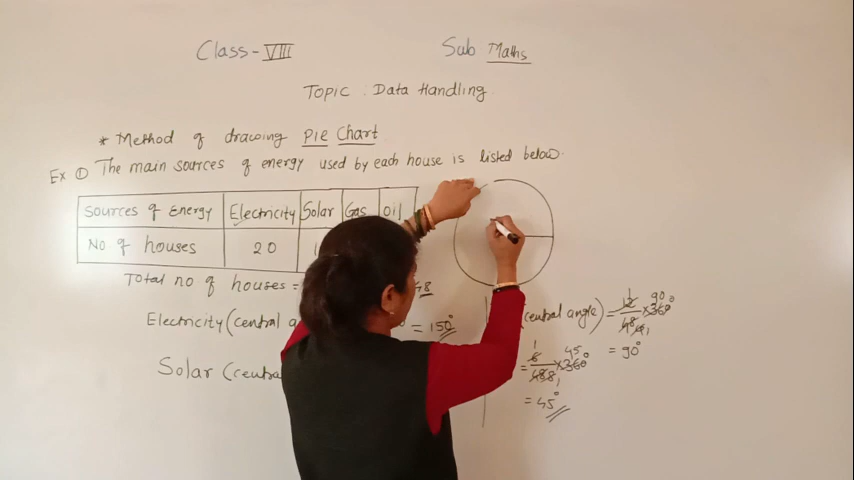 Class-VIII Sub Maths
TOPIC . Data Handling
* Method of drawing PIE Chart
Ex ① The main sources of energy used by each house is listed below.
Sources of Energy Electricity Solar Gas Oil
No of houses 20
Total no of houses = 48
Electricity (central = 150°
(central angle) = 12/48 × 360°
90
= 90°
Solar (central
= 6/48 × 360°
1 45
= 45°